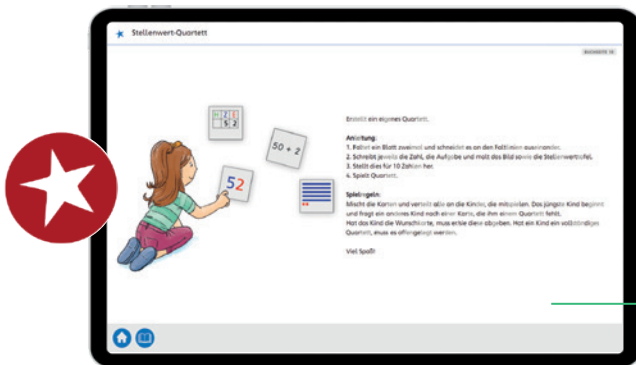 Stellenwert-Quartett
BUCHSEITE
H Z E
5 2
50 + 2
52
Erstellt ein eigenes Quartett.
Anleitung:
1. Faltet ein Blatt zweimal und schneidet es an den Faltlinien auseinander.
2. Schreibt jeweils die Zahl, die Aufgabe und malt das Bild sowie die Stellenwerttafel.
3. Stellt dies für 10 Zahlen her.
4. Spielt Quartett.
Spielregeln:
Mischt die Karten und verteilt alle an die Kinder, die mitspielen. Das jüngste Kind beginnt
und fragt ein anderes Kind nach einer Karte, die ihm einem Quartett fehlt.
Hat das Kind die Wunschkarte, muss er/sie diese abgeben. Hat ein Kind ein vollständiges
Quartett, muss es offengelegt werden.
Viel Spaß!